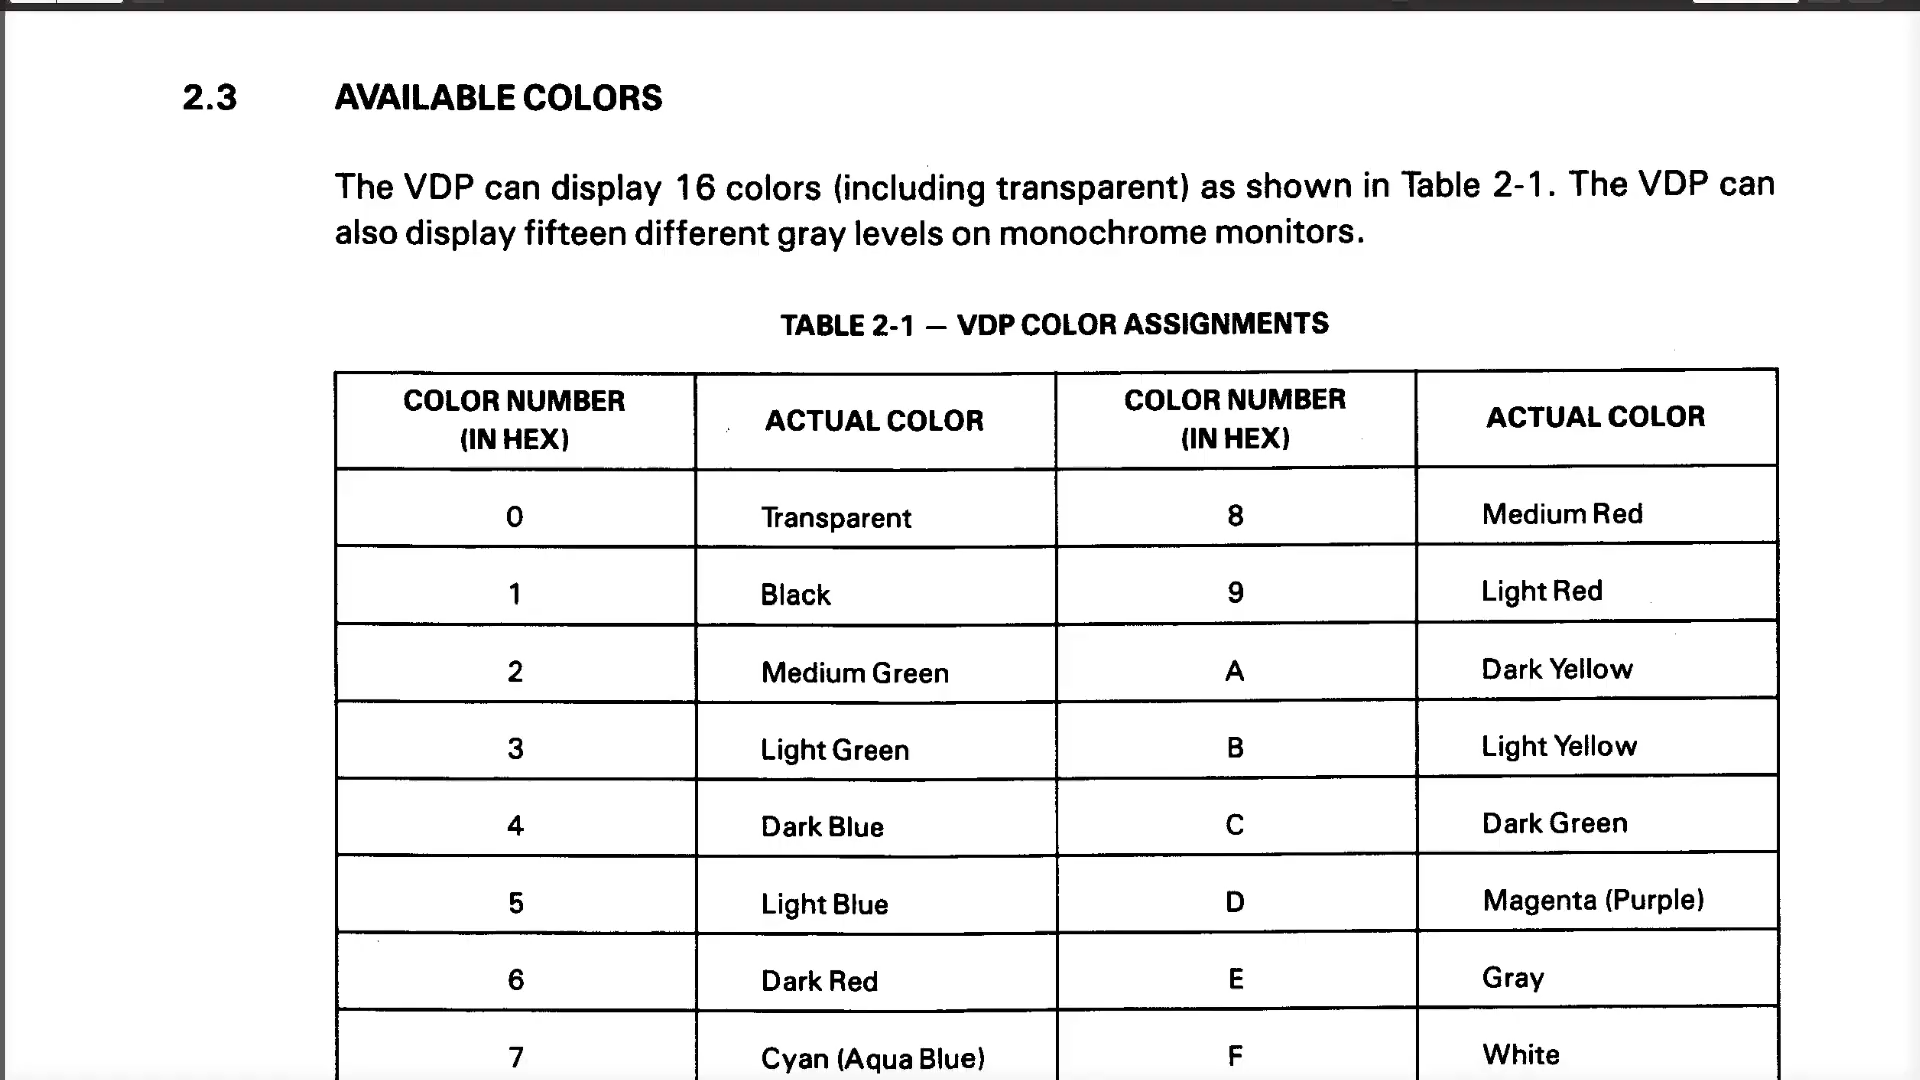 2.3 AVAILABLE COLORS
The VDP can display 16 colors (including transparent) as shown in Table 2-1. The VDP can
also display fifteen different gray levels on monochrome monitors.
TABLE 2-1 — VDP COLOR ASSIGNMENTS
COLOR NUMBER (IN HEX) ACTUAL COLOR COLOR NUMBER (IN HEX) ACTUAL COLOR
0 Transparent 8 Medium Red
1 Black 9 Light Red
2 Medium Green A Dark Yellow
3 Light Green B Light Yellow
4 Dark Blue C Dark Green
5 Light Blue D Magenta (Purple)
6 Dark Red E Gray
7 Cyan (Aqua Blue) F White